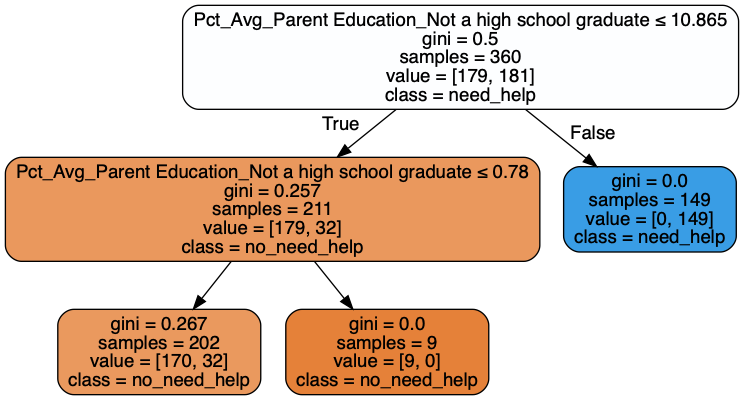 Pct_Avg_Parent Education_Not a high school graduate ≤ 10.865
gini = 0.5
samples = 360
value = [179, 181]
class = need_help
True
False
Pct_Avg_Parent Education_Not a high school graduate ≤ 0.78
gini = 0.257
samples = 211
value = [179, 32]
class = no_need_help
gini = 0.0
samples = 149
value = [0, 149]
class = need_help
gini = 0.267
samples = 202
value = [170, 32]
class = no_need_help
gini = 0.0
samples = 9
value = [9, 0]
class = no_need_help